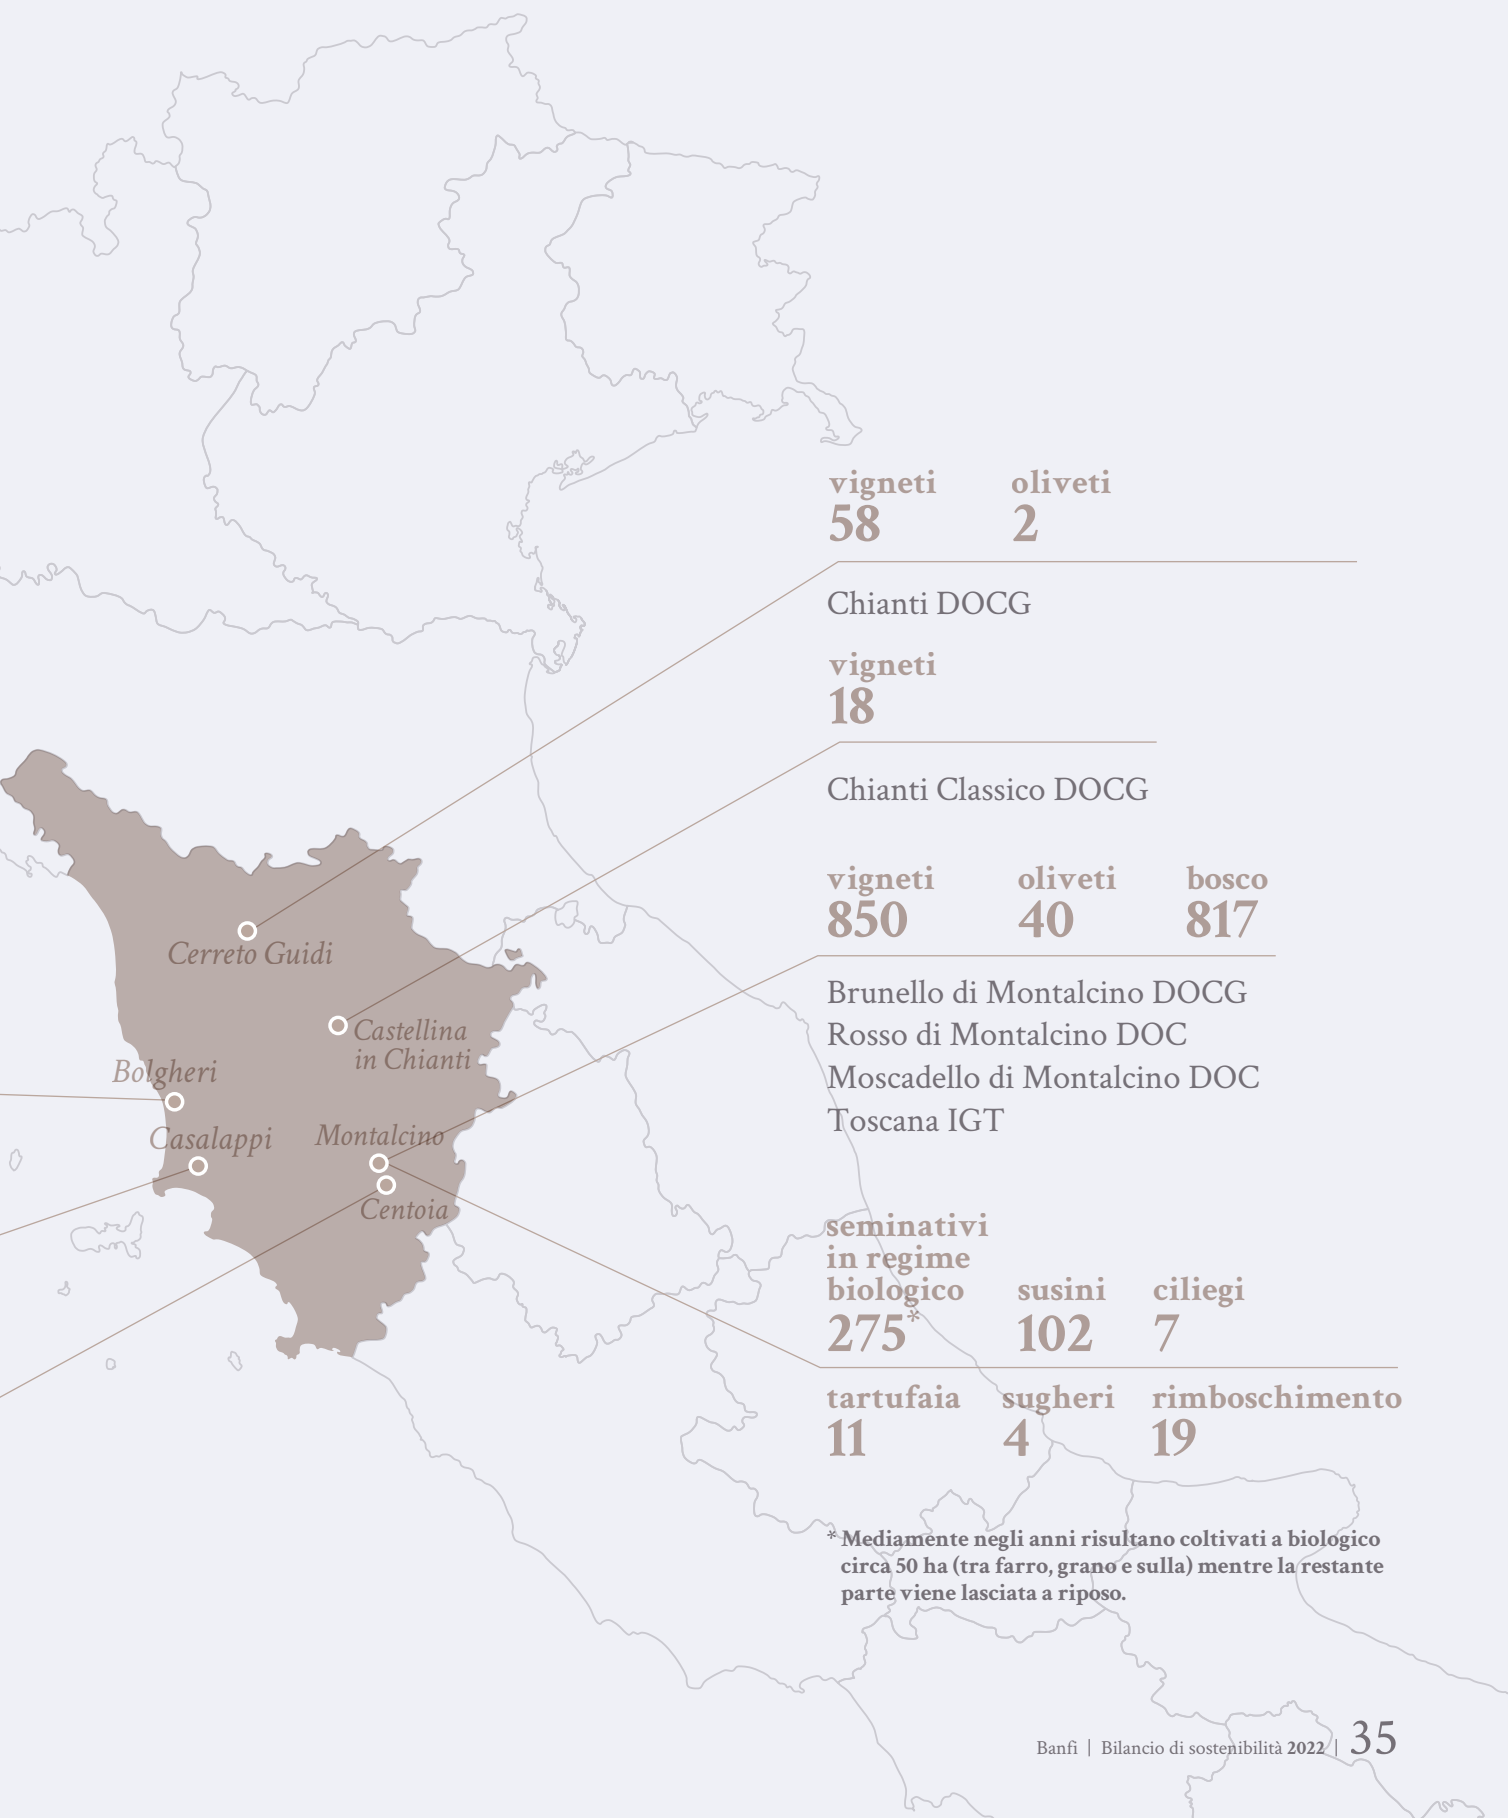 vigneti oliveti
58 2
Chianti DOCG
vigneti
18
Chianti Classico DOCG
vigneti oliveti bosco
850 40 817
Brunello di Montalcino DOCG
Rosso di Montalcino DOC
Moscadello di Montalcino DOC
Toscana IGT
Cerreto Guidi
Castellina
in Chianti
Bolgheri
Casalappi
Montalcino
Centoia
seminativi
in regime
biologico susini ciliegi
275* 102 7
tartufaia sugheri rimboschimento
11 4 19
* Mediamente negli anni risultano coltivati a biologico
circa 50 ha (tra farro, grano e sulla) mentre la restante
parte viene lasciata a riposo.
Banfi | Bilancio di sostenibilità 2022 | 35